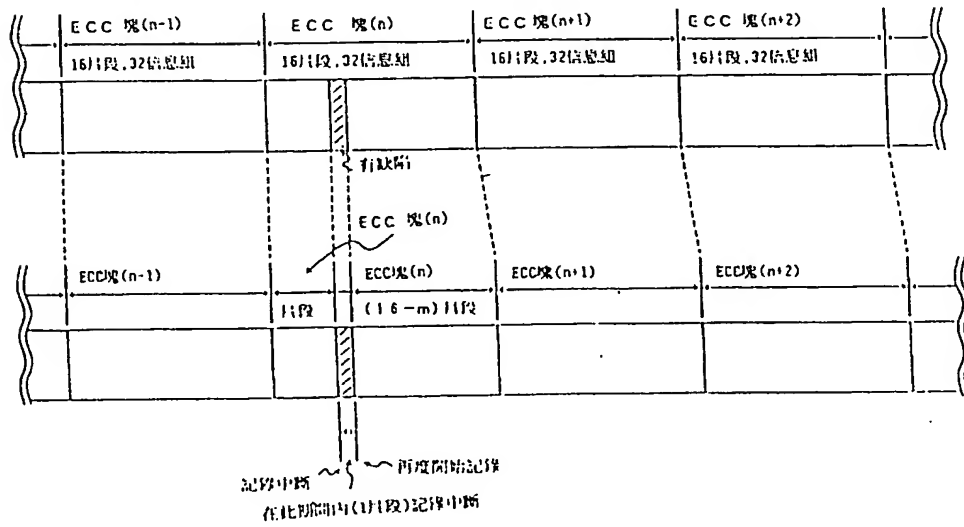 ECC 塊(n-1)
ECC 塊(n)
ECC 塊(n+1)
ECC 塊(n+2)
16片段,32信息組
16片段,32信息組
16片段,32信息組
16片段,32信息組
有缺陷
ECC 塊(n)
ECC塊(n-1)
ECC塊(n)
ECC塊(n+1)
ECC塊(n+2)
片段
(16-m)片段
記錄中斷
再度開始記錄
在此期間内(1片段)記錄中斷